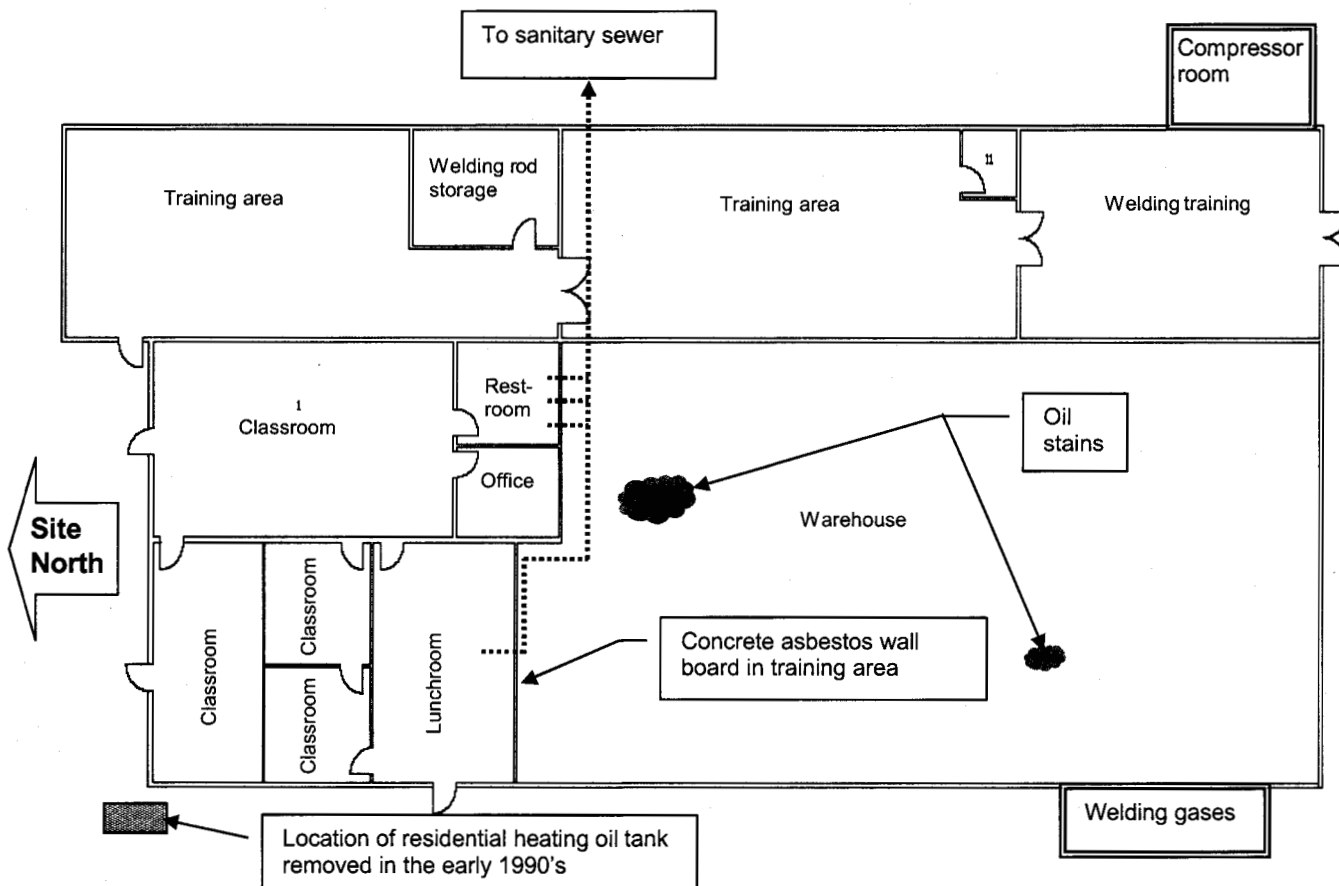 To sanitary sewer
Compressor
room
Training area
Welding rod
storage
Training area
11
Welding training
1
Classroom
Rest-
room
Office
Oil
stains
Warehouse
Site
North
Classroom
Classroom
Classroom
Lunchroom
Concrete asbestos wall
board in training area
Location of residential heating oil tank
removed in the early 1990's
Welding gases